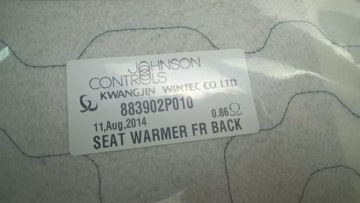 JOHNSON
CONTROLS
KWANGJIN WINTEC CO.LTD.
883902P010
11,Aug,2014 0.86Ω
SEAT WARMER FR BACK